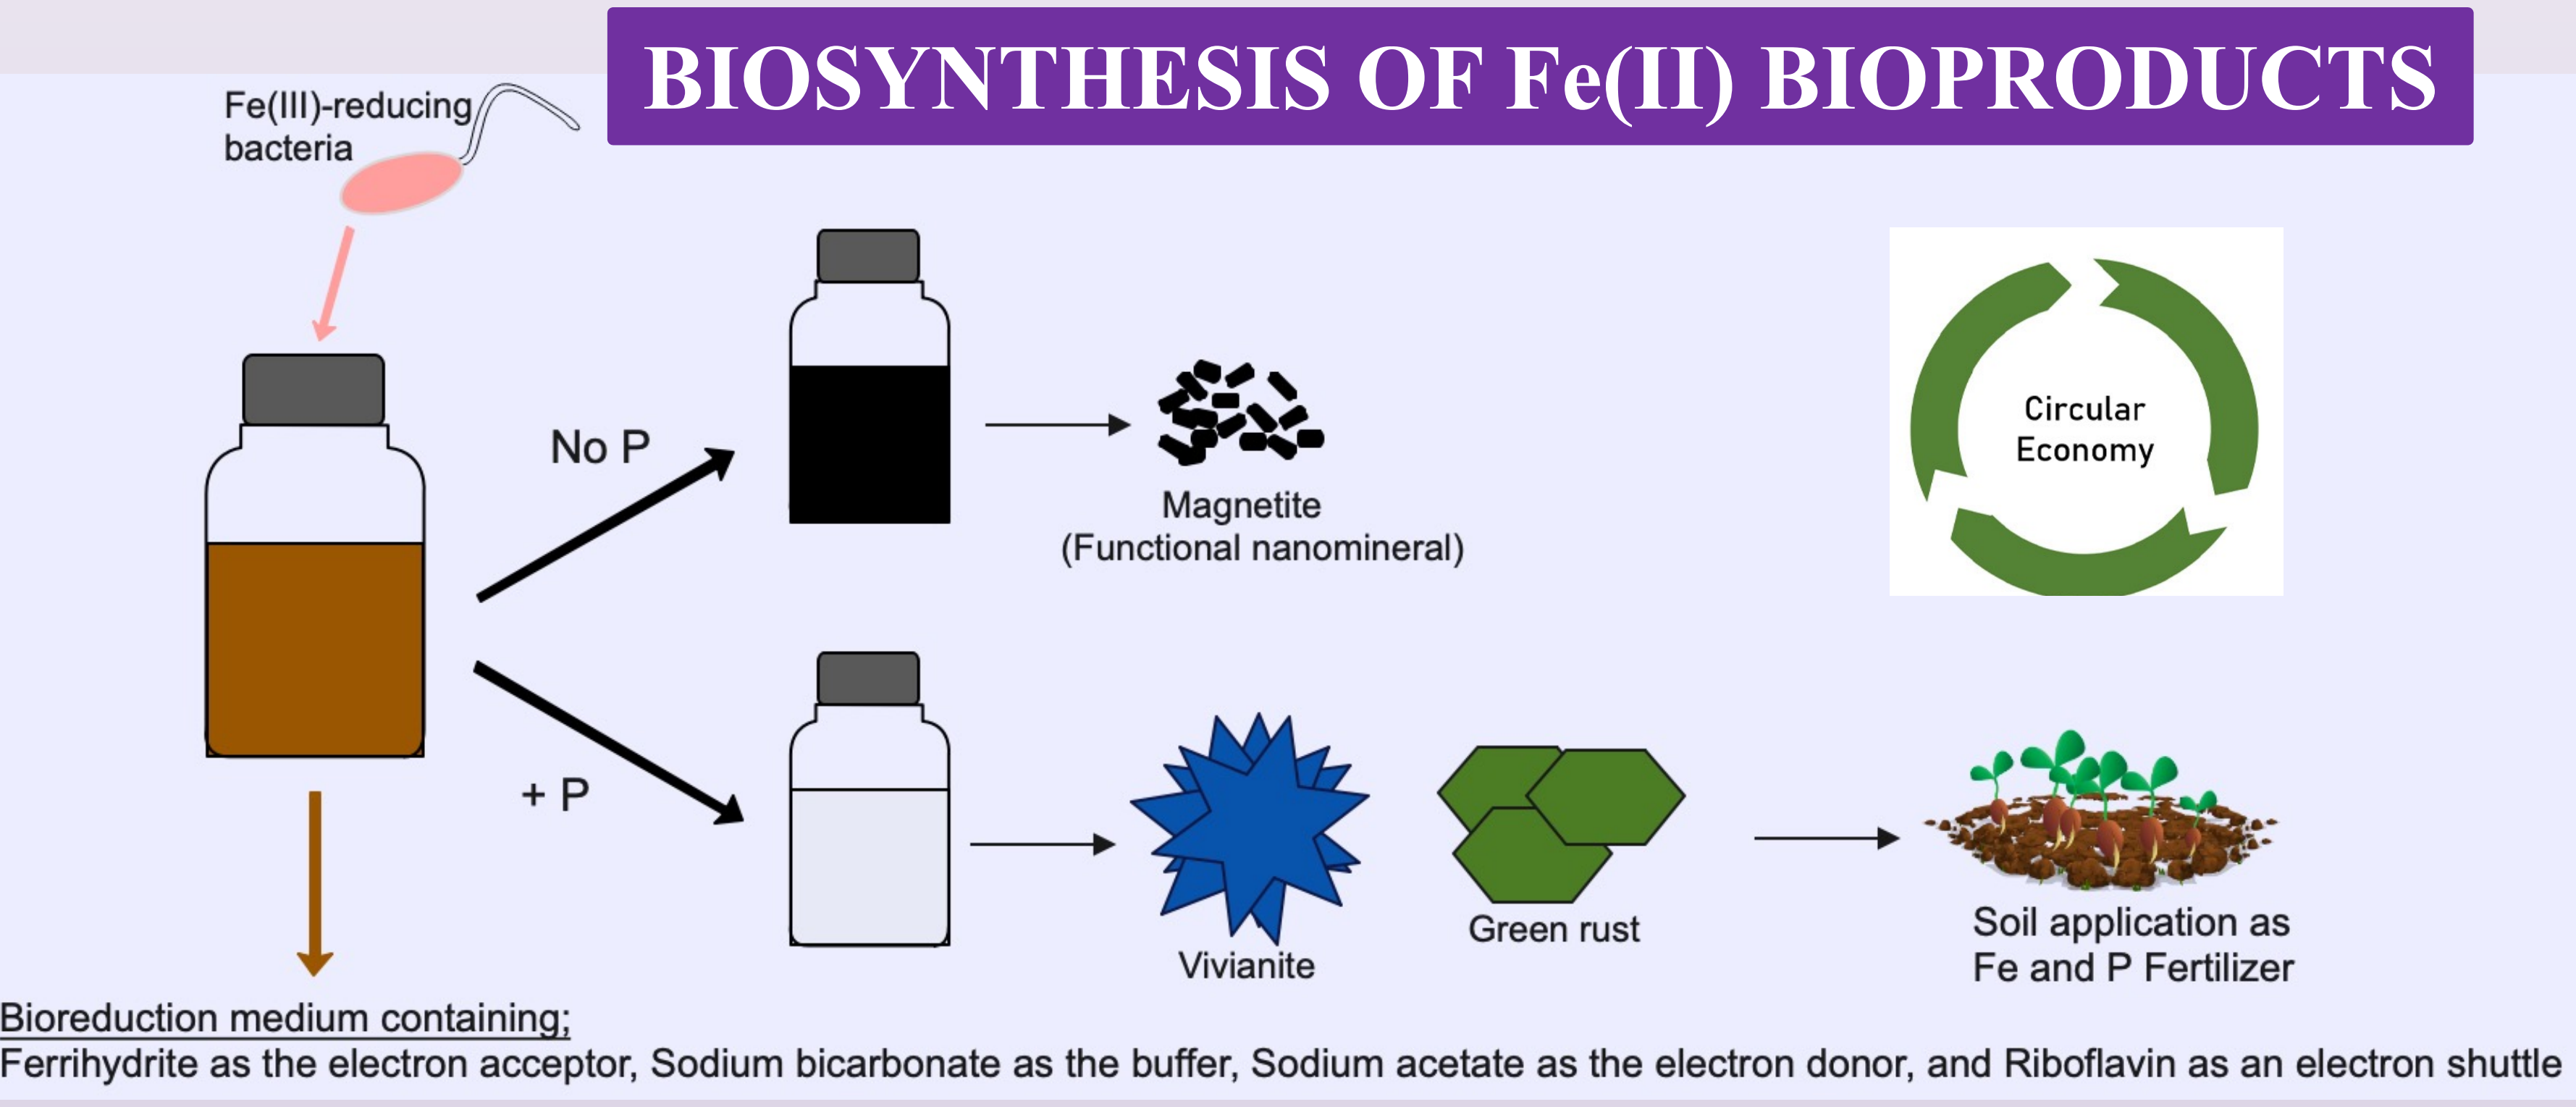 BIOSYNTHESIS OF Fe(II) BIOPRODUCTS
Fe(III)-reducing
bacteria
No P
Magnetite
(Functional nanomineral)
Circular
Economy
+ P
Vivianite
Green rust
Soil application as
Fe and P Fertilizer
Bioreduction medium containing;
Ferrihydrite as the electron acceptor, Sodium bicarbonate as the buffer, Sodium acetate as the electron donor, and Riboflavin as an electron shuttle